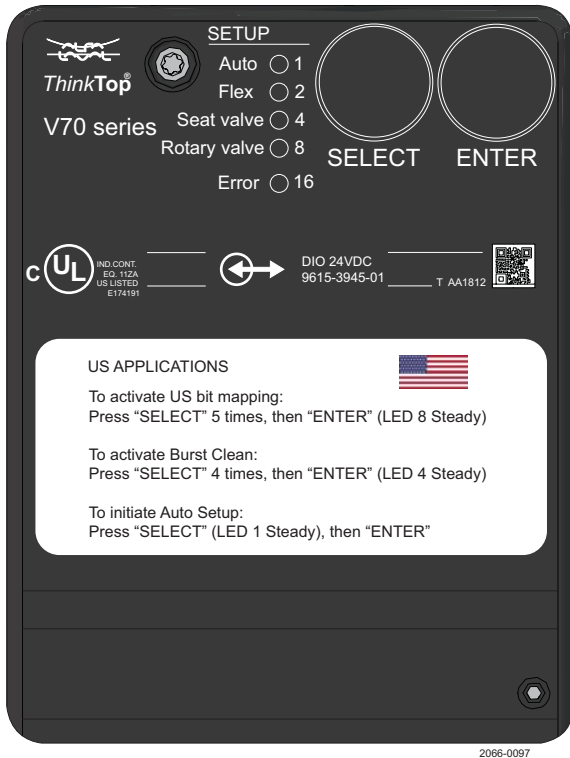 SETUP
Auto 1
Flex 2
Seat valve 4
Rotary valve 8
Error 16
ThinkTop®
V70 series
SELECT ENTER
C UL
IND.CONT.
EQ. 11ZA
US LISTED
E174191
DIO 24VDC
9615-3945-01
T AA1812
US APPLICATIONS
To activate US bit mapping:
Press “SELECT” 5 times, then “ENTER” (LED 8 Steady)
To activate Burst Clean:
Press “SELECT” 4 times, then “ENTER” (LED 4 Steady)
To initiate Auto Setup:
Press “SELECT” (LED 1 Steady), then “ENTER”
2066-0097